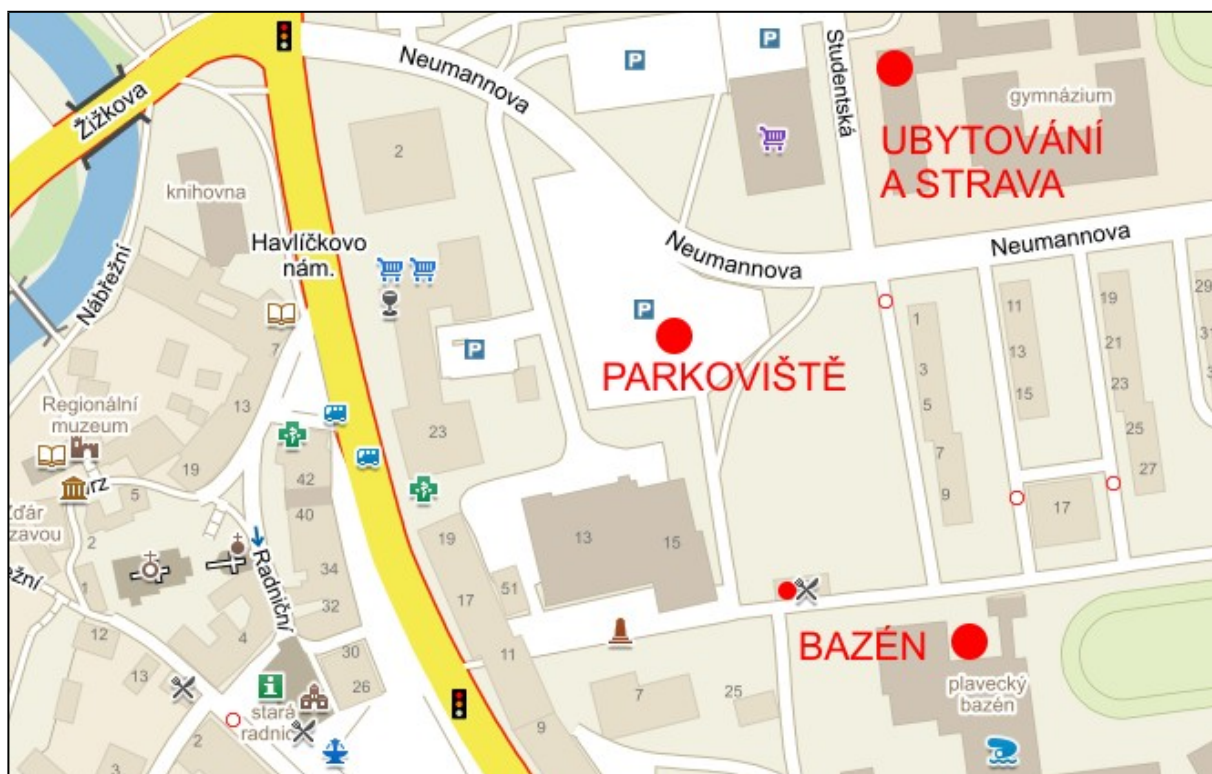 Žižkova
Neumannova
P
P
Studentská
gymnázium
UBYTOVÁNÍ
A STRAVA
2
knihovna
Havlíčkovo
nám.
Nábřežní
Neumannova
Neumannova
7
P
P
PARKOVIŠTĚ
1
3
5
7
9
11
13
15
19
21
23
25
27
29
31
Regionální
muzeum
13
19
23
5
42
40
34
32
2
1
Radniční
4
12
13
30
26
i
stará
2
3
19
17
51
11
9
13
15
17
7
25
BAZÉN
plavecký
bazén